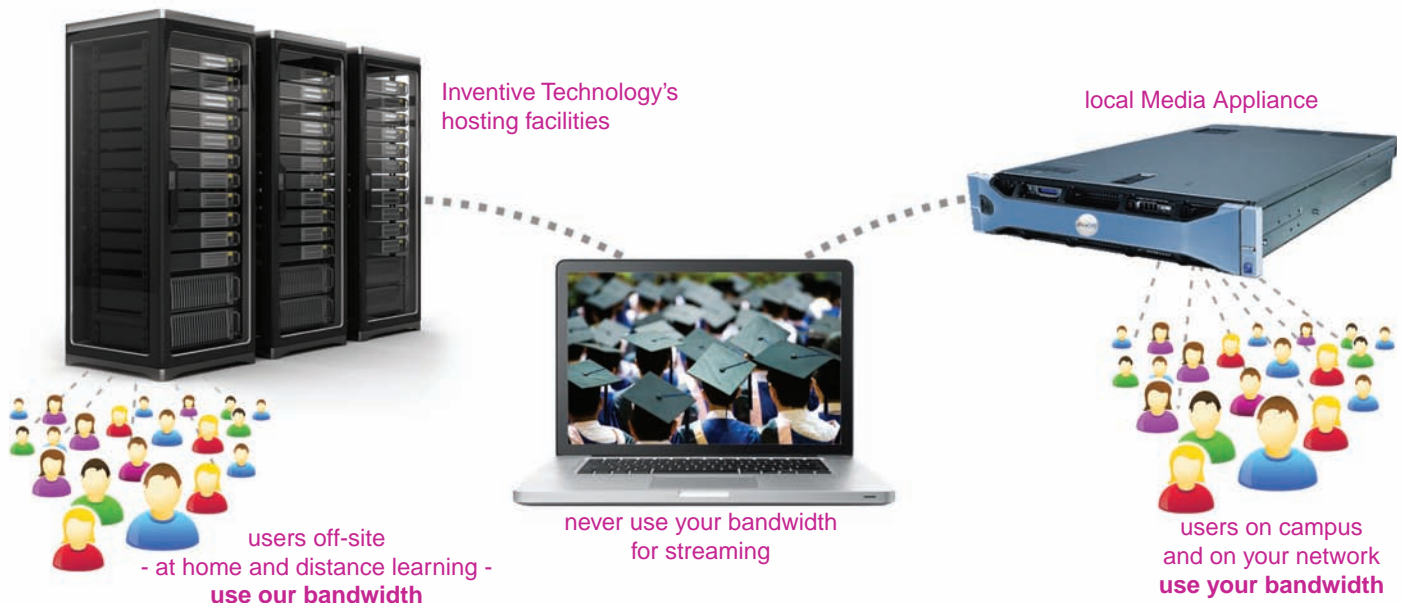 Inventive Technology's
hosting facilities
local Media Appliance
never use your bandwidth
for streaming
users off-site
- at home and distance learning -
use our bandwidth
users on campus
and on your network
use your bandwidth